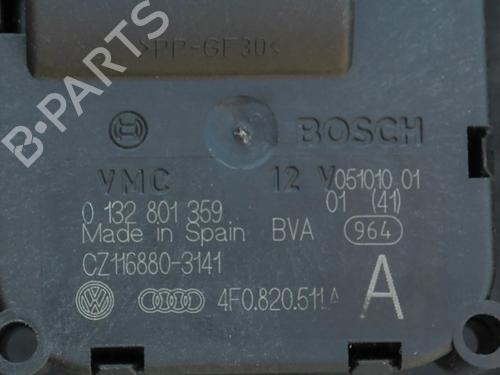 >PP-GF30<
BOSCH
VMC 12 V 051010 01
01 (41)
0 132 801 359
Made in Spain BVA 964
CZ116880-3141
4F0.820.511A A
B-PARTS